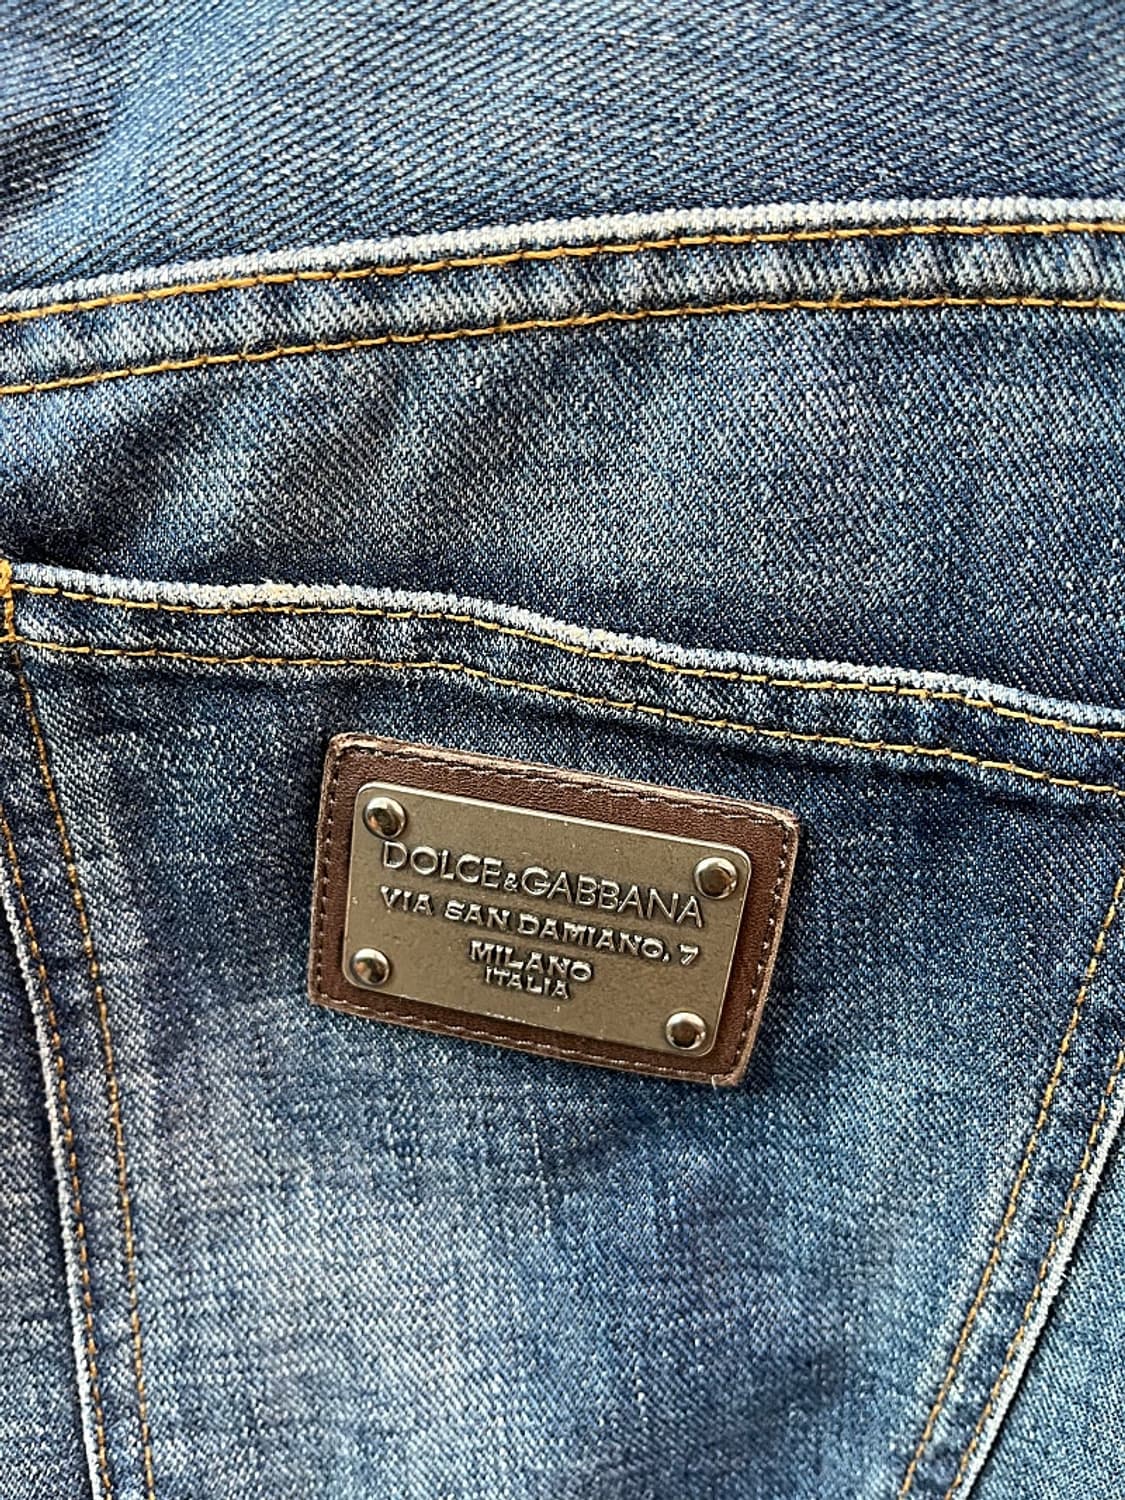 DOLCE&GABBANA
VIA SAN DAMIANO, 7
MILANO
ITALIA